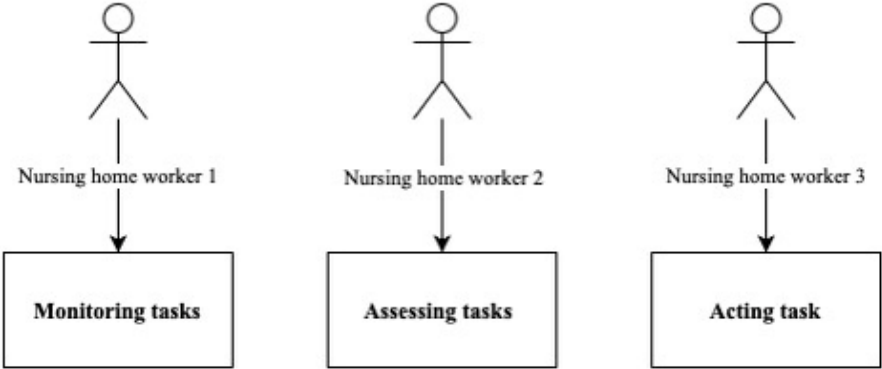 Nursing home worker 1
Nursing home worker 2
Nursing home worker 3
Monitoring tasks
Assessing tasks
Acting task